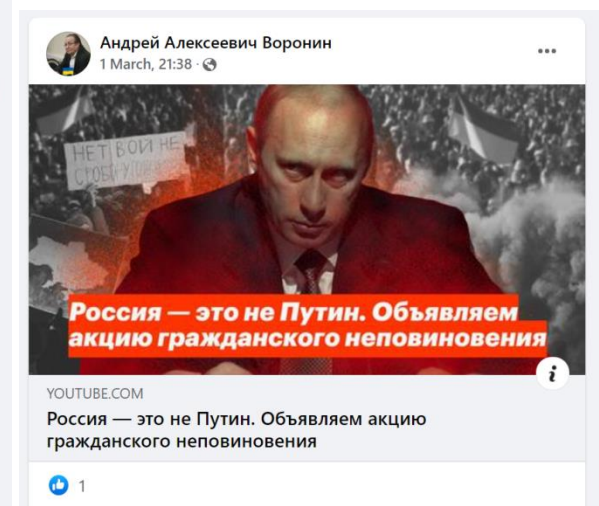 Андрей Алексеевич Воронин
1 March, 21:38
НЕТ ВОЙНЕ
Россия — это не Путин. Объявляем
акцию гражданского неповиновения
YOUTUBE.COM
Россия — это не Путин. Объявляем акцию
гражданского неповиновения
1